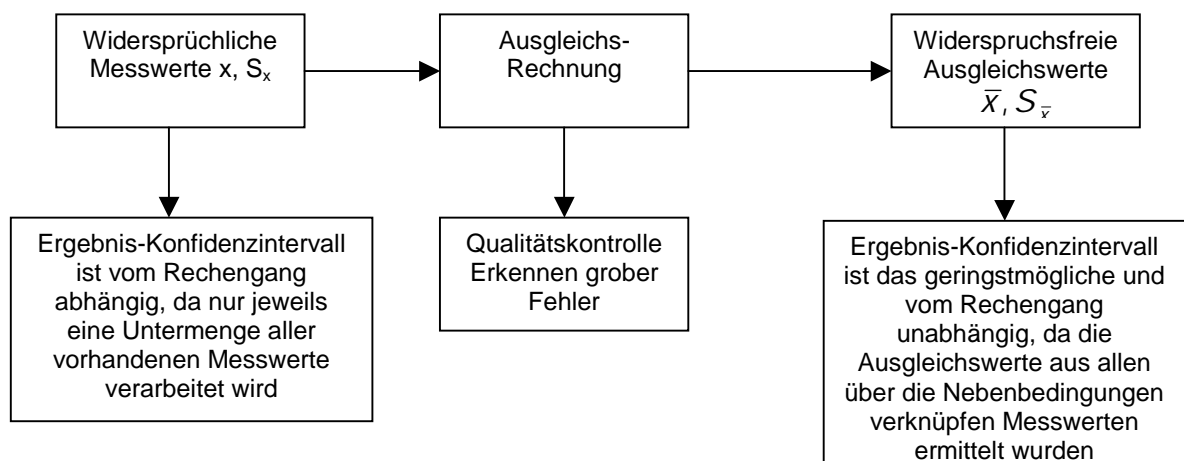 Widersprüchliche
Messwerte x, Sₓ
Ausgleichs-
Rechnung
Widerspruchsfreie
Ausgleichswerte
x̅, Sₓ̅
Ergebnis-Konfidenzintervall
ist vom Rechengang
abhängig, da nur jeweils
eine Untermenge aller
vorhandenen Messwerte
verarbeitet wird
Qualitätskontrolle
Erkennen grober
Fehler
Ergebnis-Konfidenzintervall
ist das geringstmögliche und
vom Rechengang
unabhängig, da die
Ausgleichswerte aus allen
über die Nebenbedingungen
verknüpfen Messwerten
ermittelt wurden